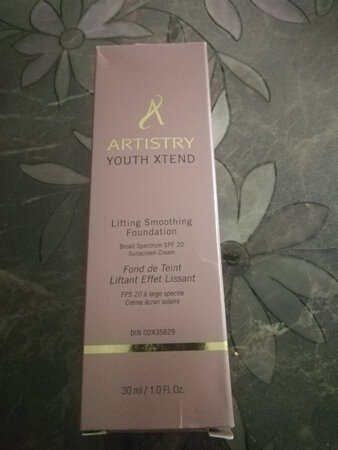 ARTISTRY
YOUTH XTEND
Lifting Smoothing
Foundation
Broad Spectrum SPF 20
Sunscreen Cream
Fond de Teint
Liftant Effet Lissant
FPS 20 à large spectre
Crème écran solaire
DIN 02435829
30 ml / 1.0 Fl. Oz.